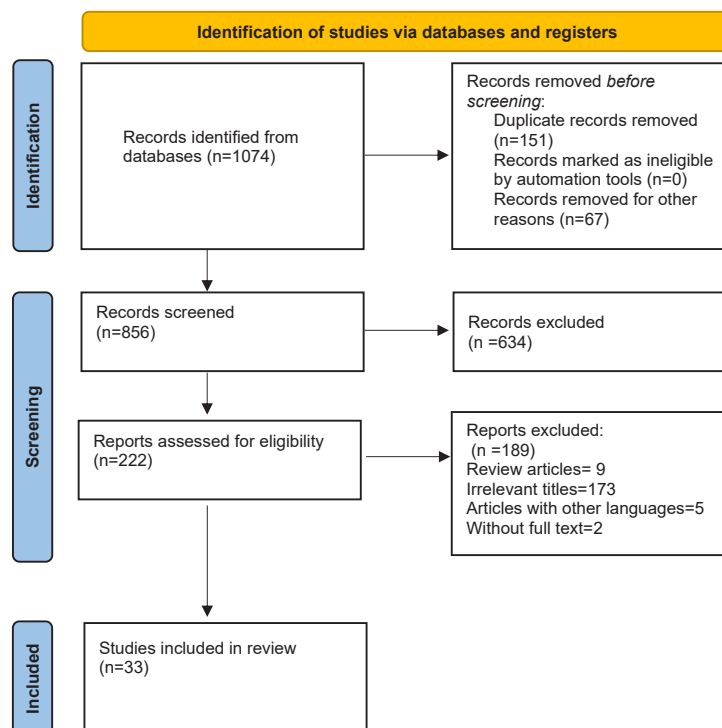 Identification of studies via databases and registers
Identification
Records identified from
databases (n=1074)
Records removed before
screening:
Duplicate records removed
(n=151)
Records marked as ineligible
by automation tools (n=0)
Records removed for other
reasons (n=67)
Screening
Records screened
(n=856)
Records excluded
(n =634)
Reports assessed for eligibility
(n=222)
Reports excluded:
(n =189)
Review articles= 9
Irrelevant titles=173
Articles with other languages=5
Without full text=2
Included
Studies included in review
(n=33)